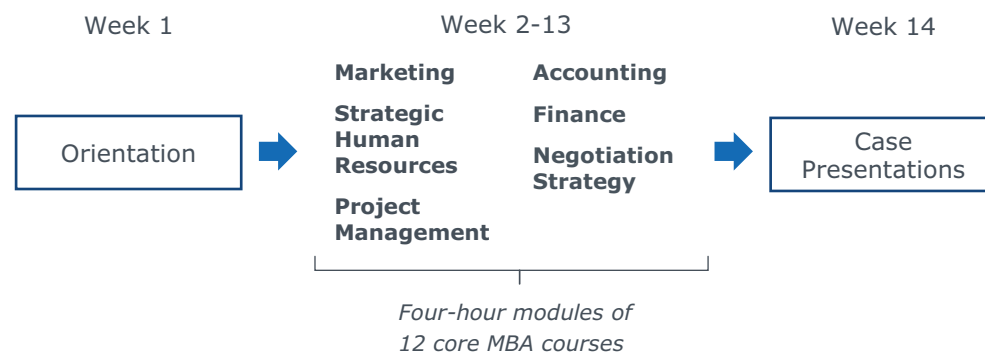 Week 1
Week 2-13
Week 14
Orientation
Marketing
Strategic
Human
Resources
Project
Management
Accounting
Finance
Negotiation
Strategy
Case
Presentations
Four-hour modules of
12 core MBA courses